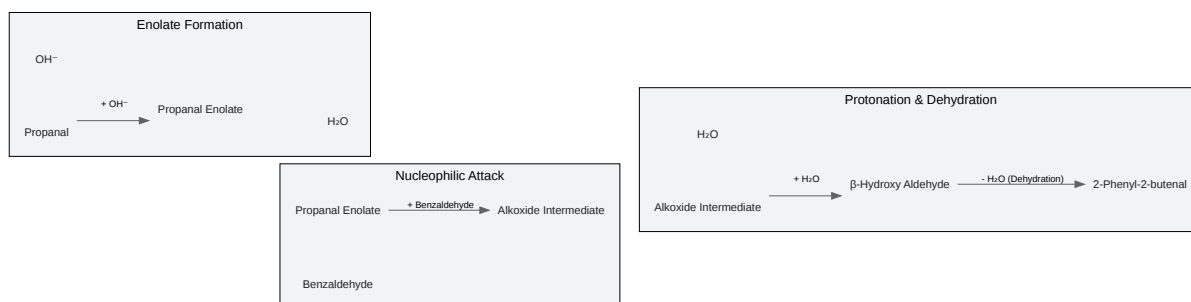 Enolate Formation
OH⁻
+ OH⁻
Propanal Enolate
Propanal
H₂O
Nucleophilic Attack
Propanal Enolate
+ Benzaldehyde
Alkoxide Intermediate
Benzaldehyde
Protonation & Dehydration
H₂O
+ H₂O
Alkoxide Intermediate
β-Hydroxy Aldehyde
- H₂O (Dehydration)
2-Phenyl-2-butenal